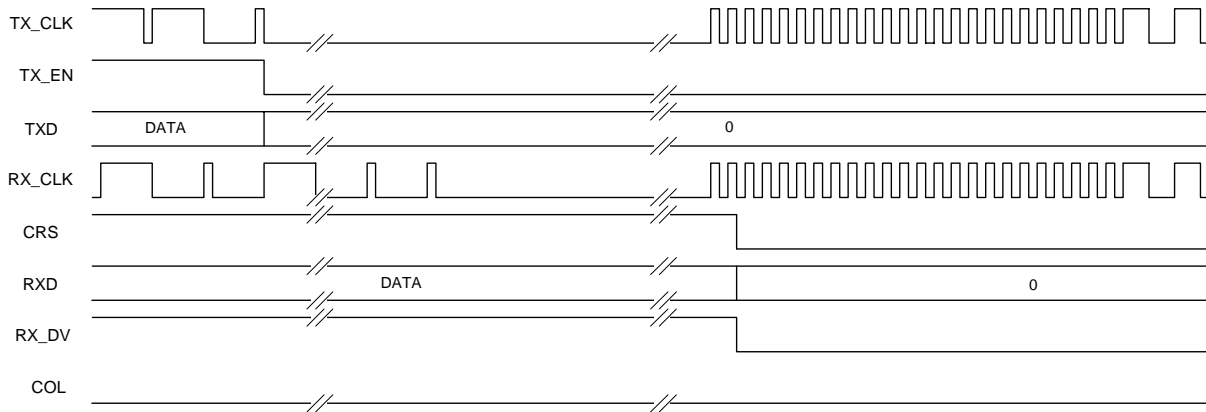 TX_CLK
TX_EN
TXD DATA 0
RX_CLK
CRS
RXD DATA 0
RX_DV
COL